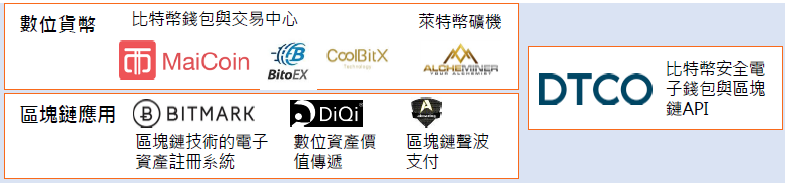 數位貨幣
比特幣錢包與交易中心
萊特幣礦機
MaiCoin
BitoEX
CoolBitX
Technology
ALCHEMINER
YOUR ALCHEMIST
區塊鏈應用
BITMARK
區塊鏈技術的電子
資產註冊系統
DiQi
數位資產價
值傳遞
A
區塊鏈聲波
支付
DTCO
比特幣安全電
子錢包與區塊
鏈API